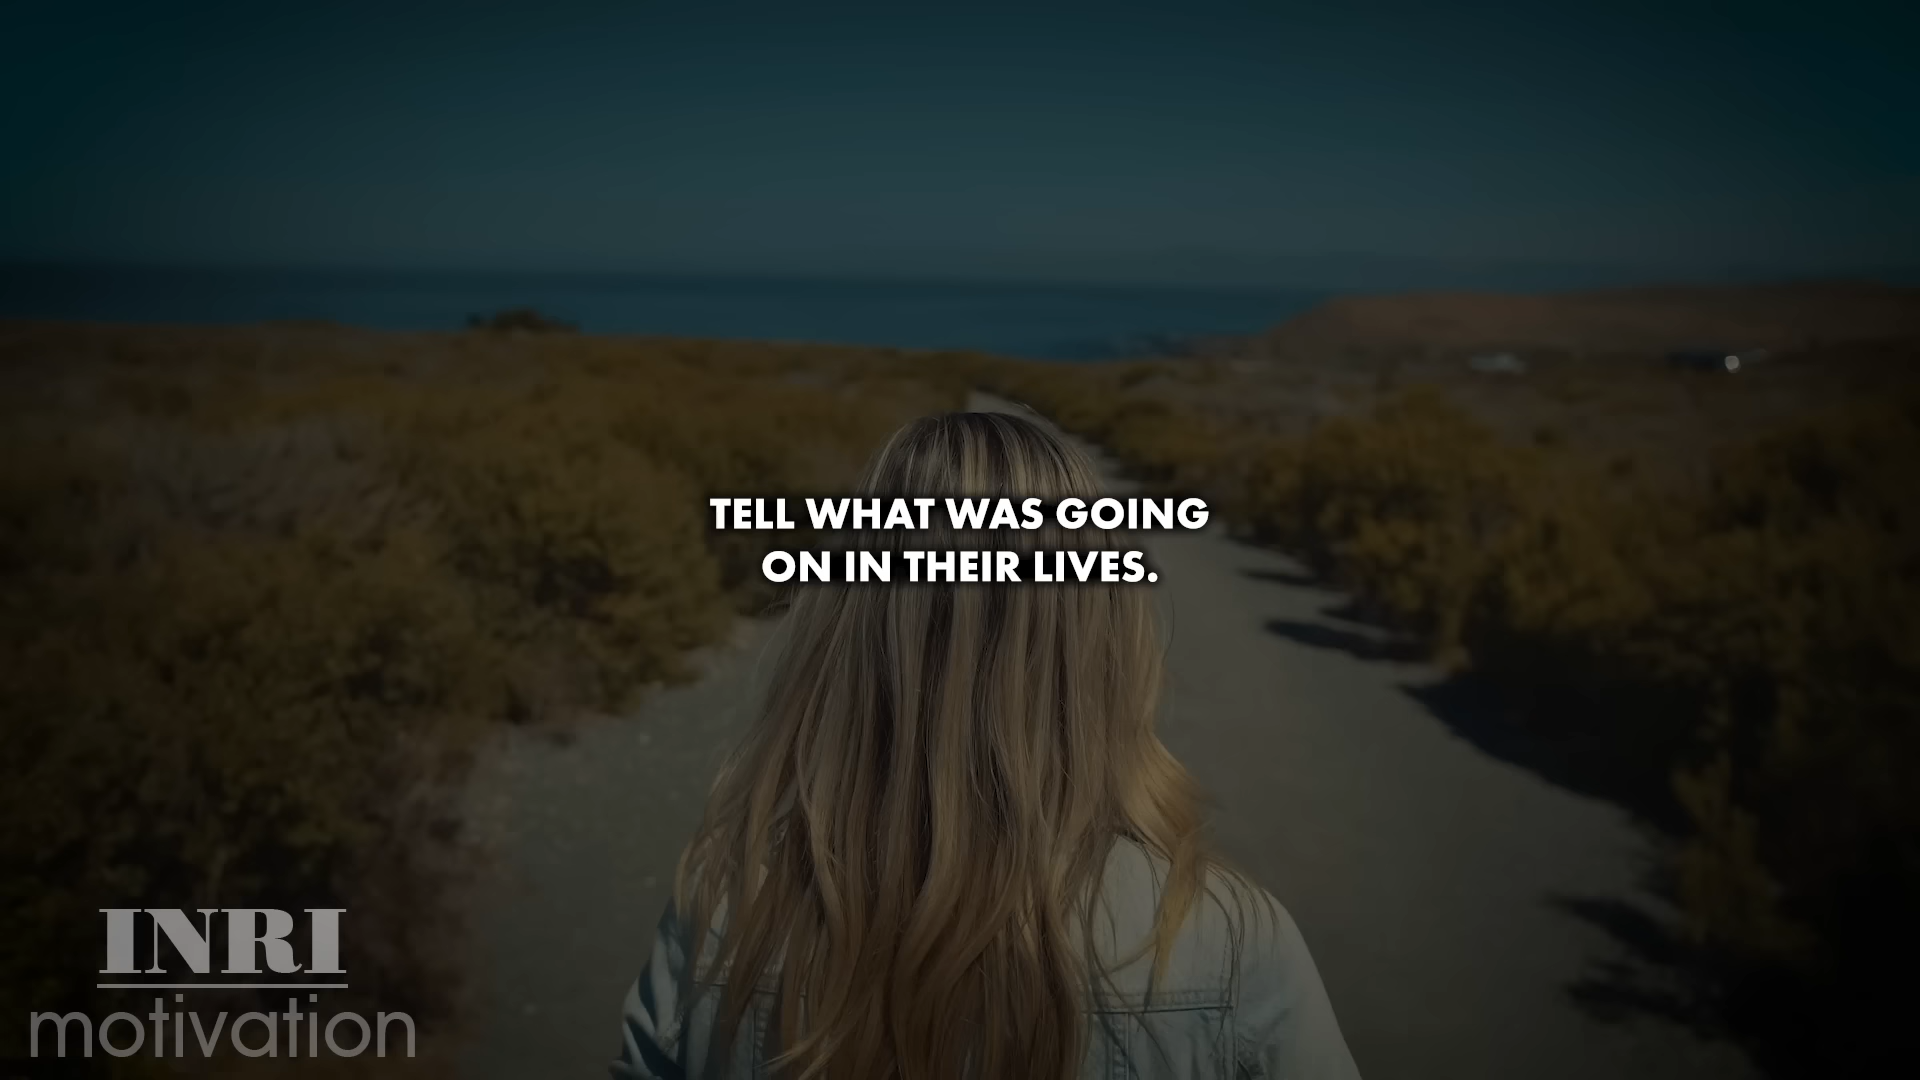 TELL WHAT WAS GOING
ON IN THEIR LIVES.
INRI
motivation